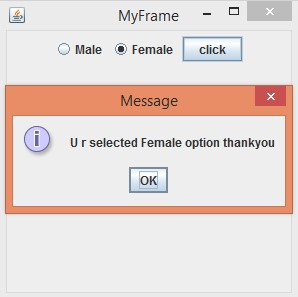 MyFrame
Male Female click
Message
U r selected Female option thankyou
OK